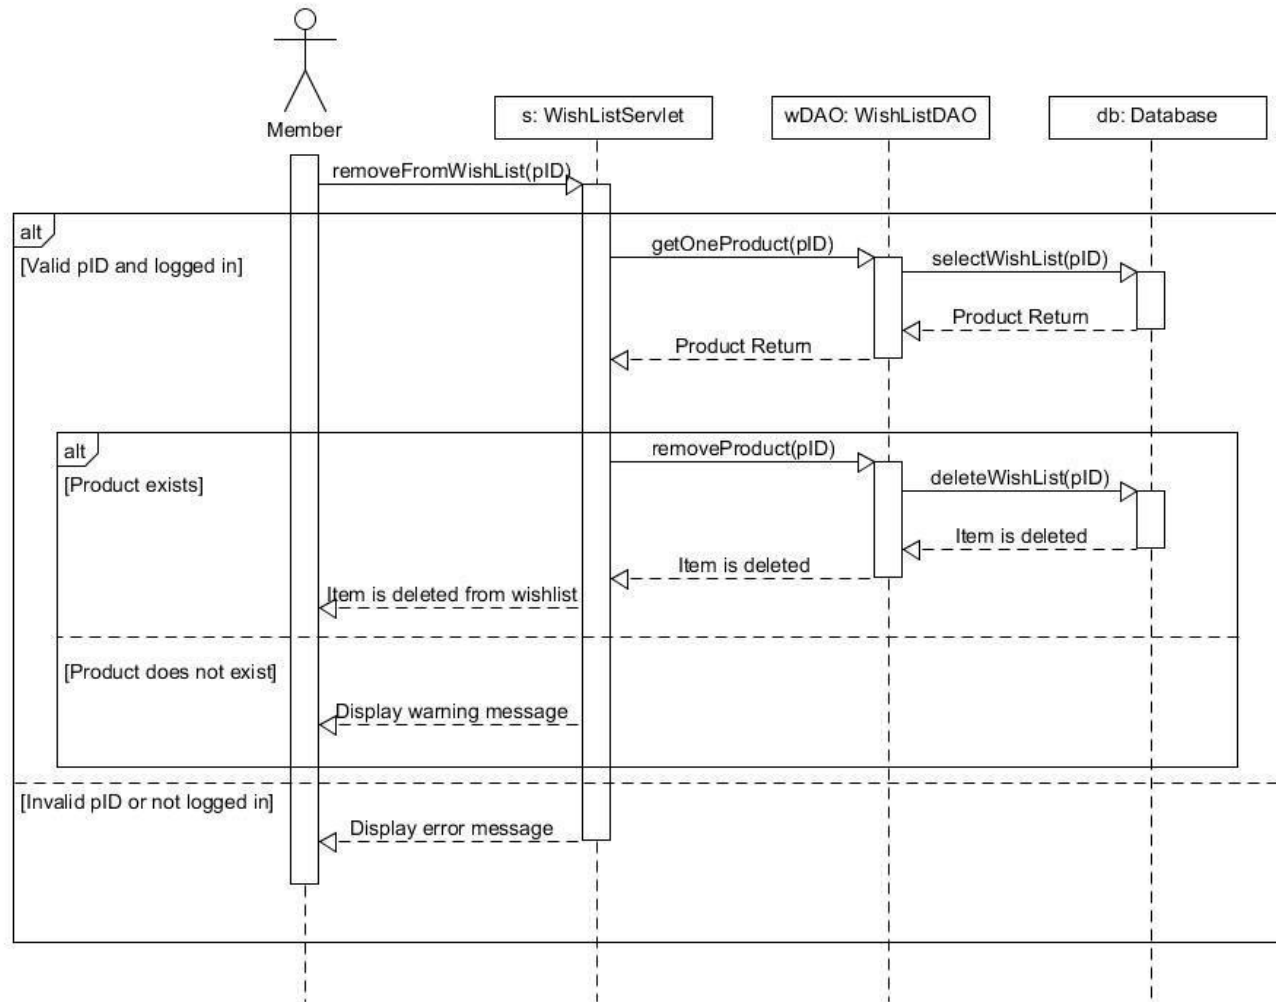 Member
s: WishListServlet
wDAO: WishListDAO
db: Database
removeFromWishList(pID)
alt
[Valid pID and logged in]
getOneProduct(pID)
selectWishList(pID)
Product Return
Product Return
alt
[Product exists]
removeProduct(pID)
deleteWishList(pID)
Item is deleted
Item is deleted
Item is deleted from wishlist
[Product does not exist]
Display warning message
[Invalid pID or not logged in]
Display error message